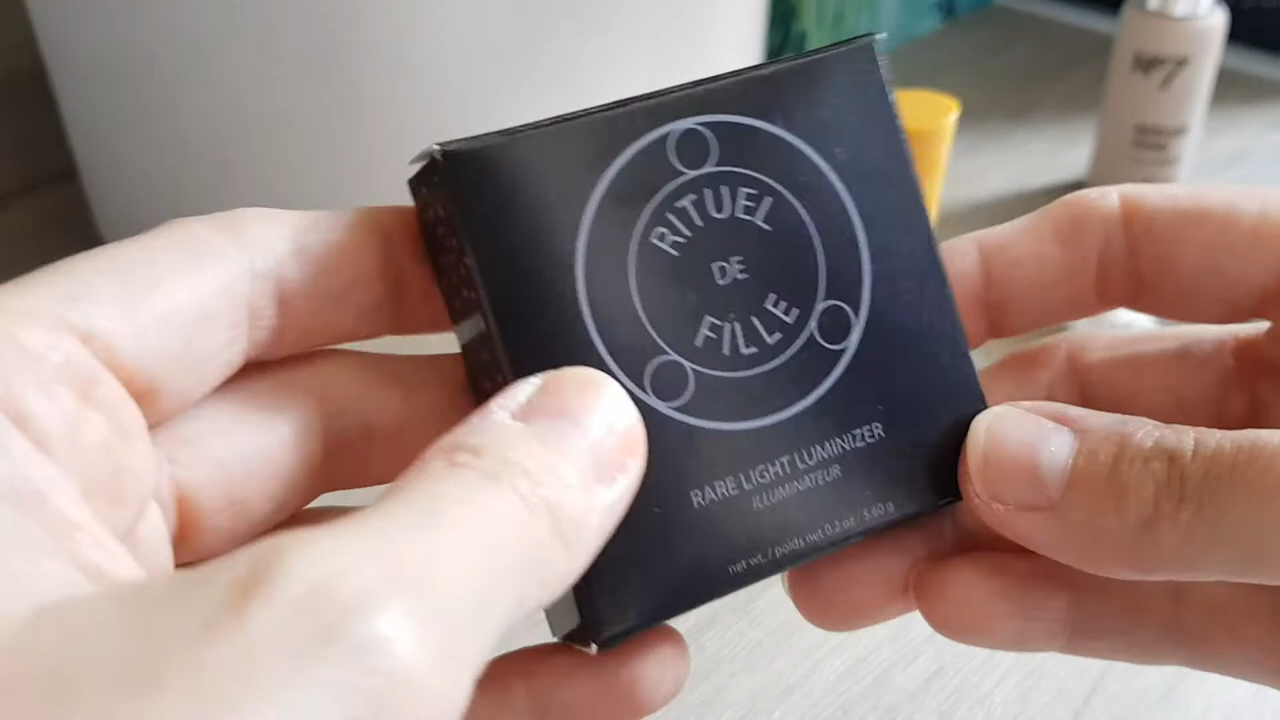 RITUEL
DE
FILLE
RARE LIGHT LUMINIZER
ILLUMINATEUR
net wt. / poids net 0.2 oz / 5.60 g
No7